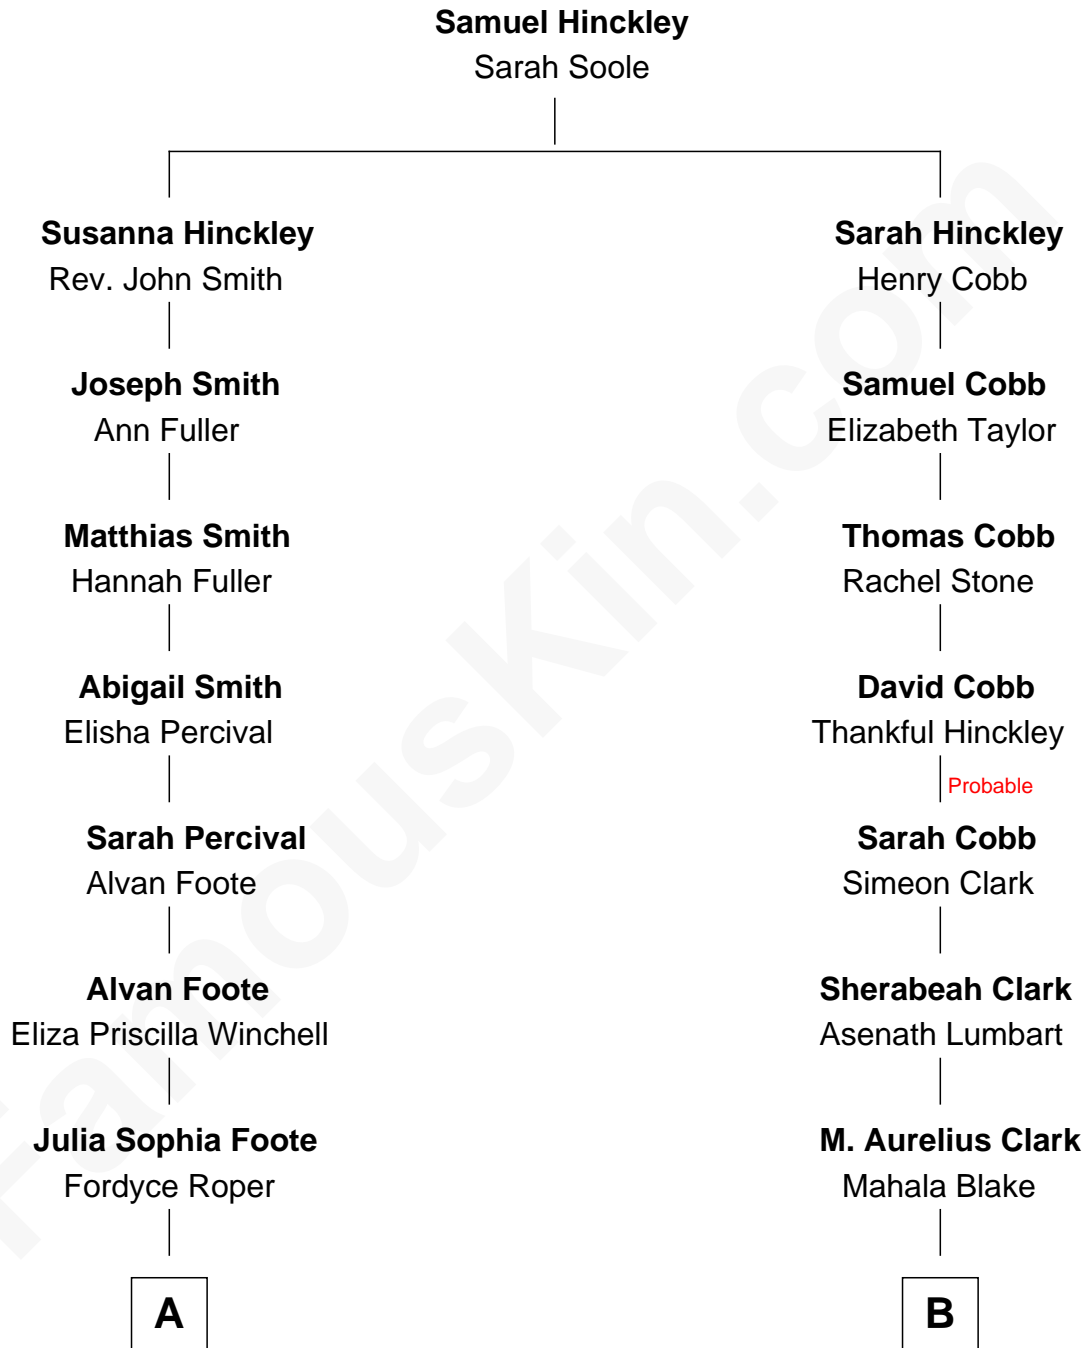 Samuel Hinckley
Sarah Soole
Susanna Hinckley
Rev. John Smith
Sarah Hinckley
Henry Cobb
Joseph Smith
Ann Fuller
Samuel Cobb
Elizabeth Taylor
Matthias Smith
Hannah Fuller
Thomas Cobb
Rachel Stone
Abigail Smith
Elisha Percival
David Cobb
Thankful Hinckley
Probable
Sarah Percival
Alvan Foote
Sarah Cobb
Simeon Clark
Alvan Foote
Eliza Priscilla Winchell
Sherabeah Clark
Asenath Lumbart
Julia Sophia Foote
Fordyce Roper
M. Aurelius Clark
Mahala Blake
A
B
FamousKin.com